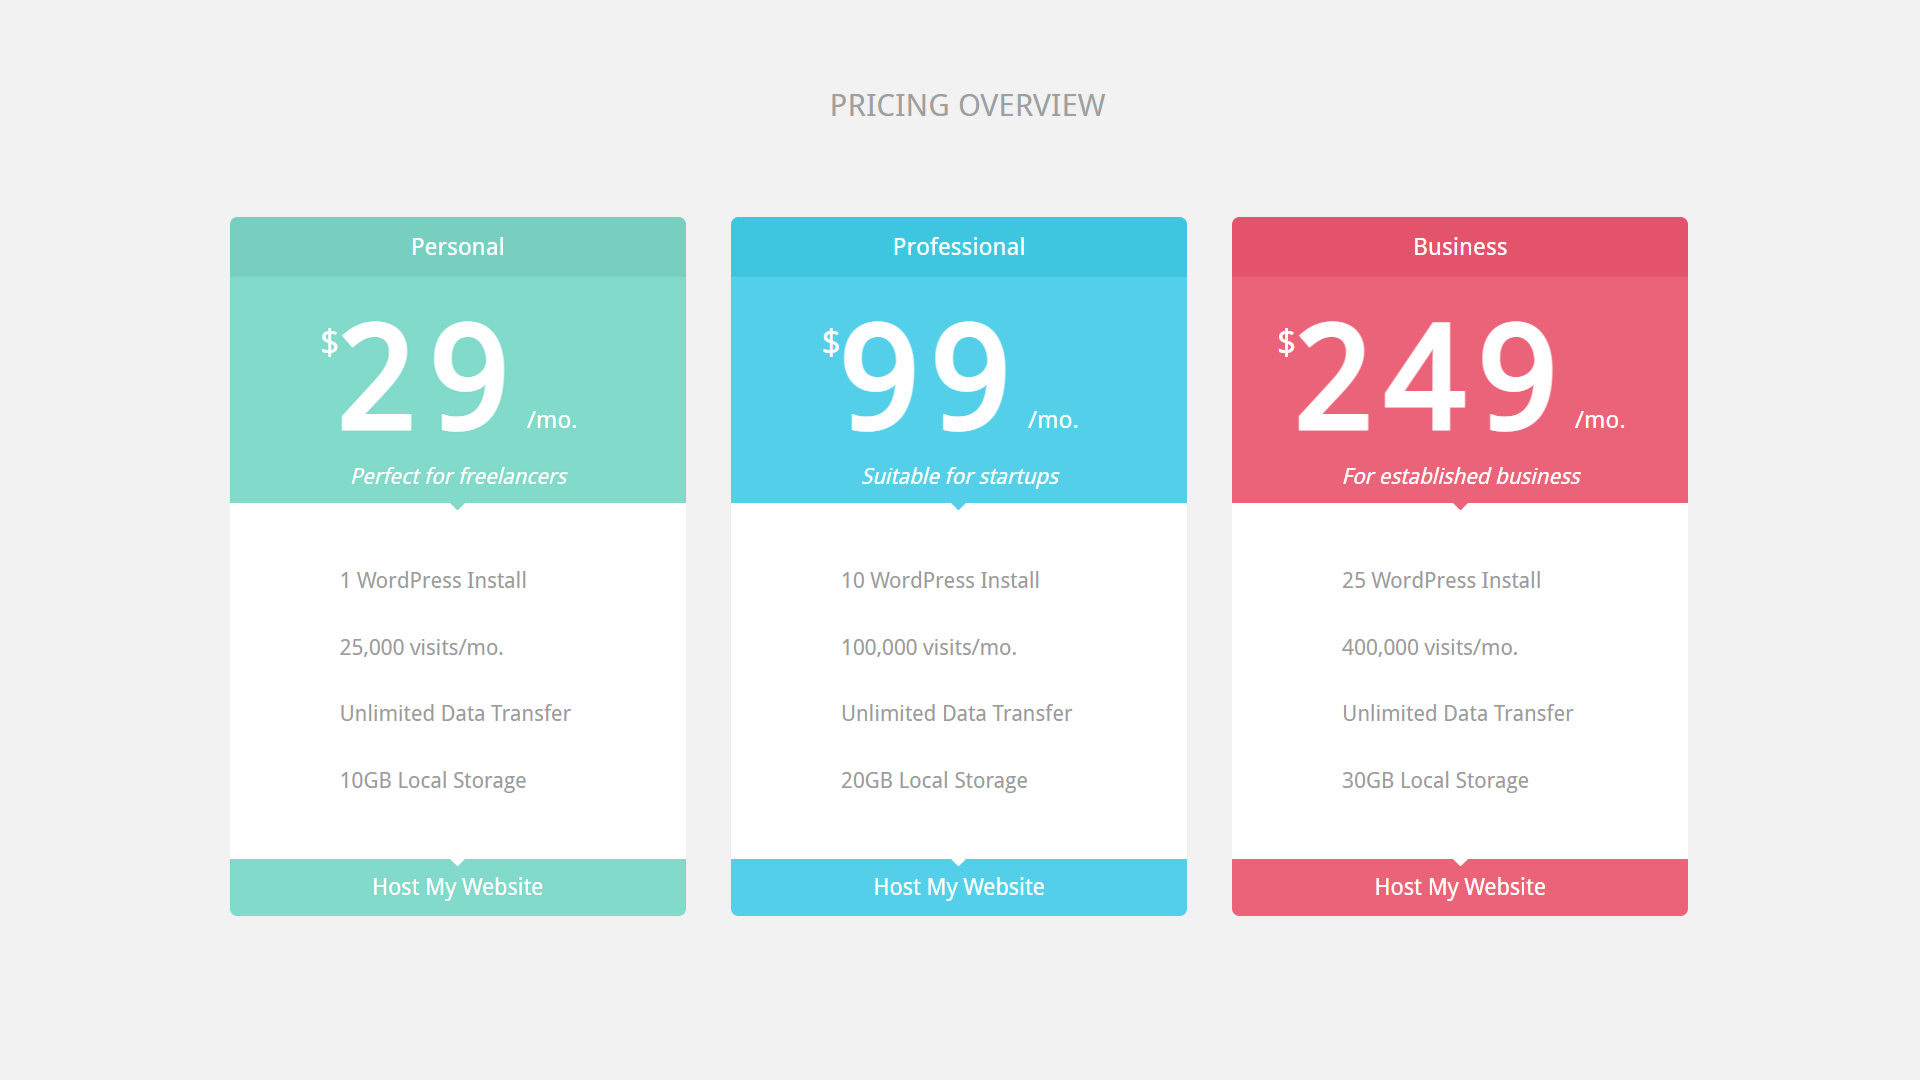 PRICING OVERVIEW
Personal
$29 /mo.
Perfect for freelancers
1 WordPress Install
25,000 visits/mo.
Unlimited Data Transfer
10GB Local Storage
Host My Website
Professional
$99 /mo.
Suitable for startups
10 WordPress Install
100,000 visits/mo.
Unlimited Data Transfer
20GB Local Storage
Host My Website
Business
$249 /mo.
For established business
25 WordPress Install
400,000 visits/mo.
Unlimited Data Transfer
30GB Local Storage
Host My Website